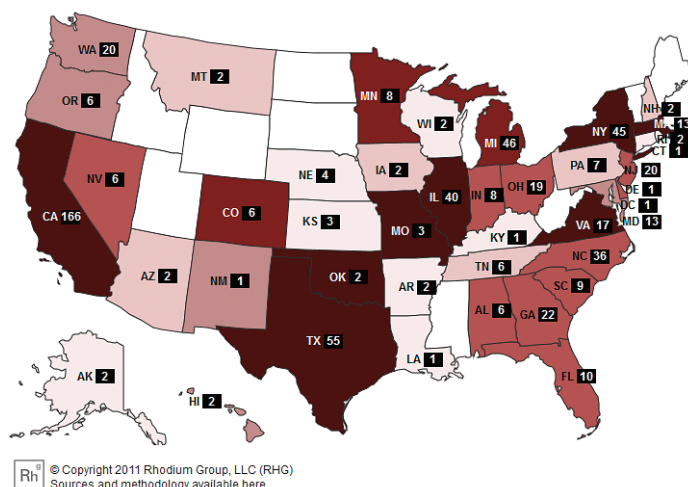 WA 20
MT 2
OR 6
MN 8
WI 2
MI 46
NY 45
NH 2
MA 13
RI 2
CT 1
NV 6
NE 4
IA 2
PA 7
NJ 20
CA 166
CO 6
IL 40
IN 8
OH 19
DE 1
DC 1
MD 13
KS 3
MO 3
KY 1
VA 17
AZ 2
NM 1
OK 2
AR 2
TN 6
NC 36
SC 9
AL 6
GA 22
TX 55
LA 1
FL 10
AK 2
HI 2
Rh g
© Copyright 2011 Rhodium Group, LLC (RHG)
Sources and methodology available here